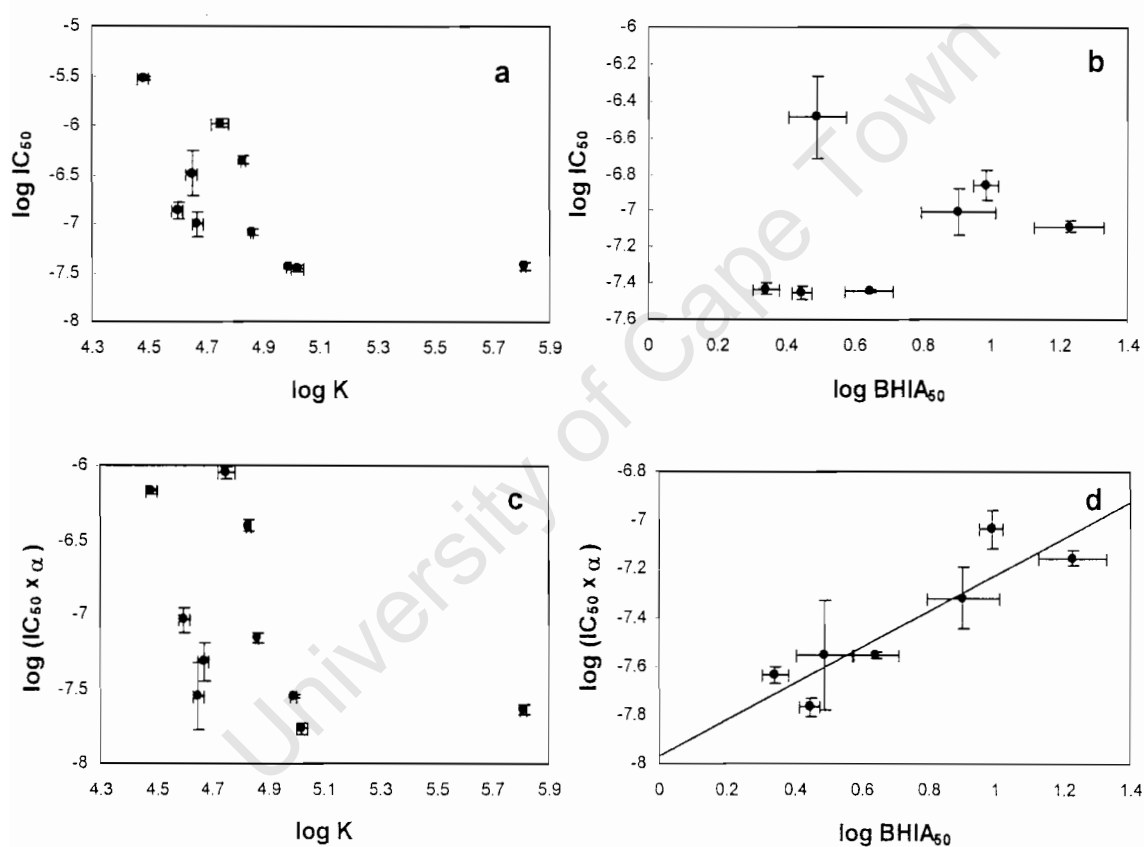 a
-5
-5.5
-6
-6.5
-7
-7.5
-8
log IC50
4.3 4.5 4.7 4.9 5.1 5.3 5.5 5.7 5.9
log K
b
-6
-6.2
-6.4
-6.6
-6.8
-7
-7.2
-7.4
-7.6
log IC50
0 0.2 0.4 0.6 0.8 1 1.2 1.4
log BHIA50
c
-6
-6.5
-7
-7.5
-8
log (IC50 x α)
4.3 4.5 4.7 4.9 5.1 5.3 5.5 5.7 5.9
log K
d
-6.8
-7
-7.2
-7.4
-7.6
-7.8
-8
log (IC50 x α)
0 0.2 0.4 0.6 0.8 1 1.2 1.4
log BHIA50
University of Cape Town